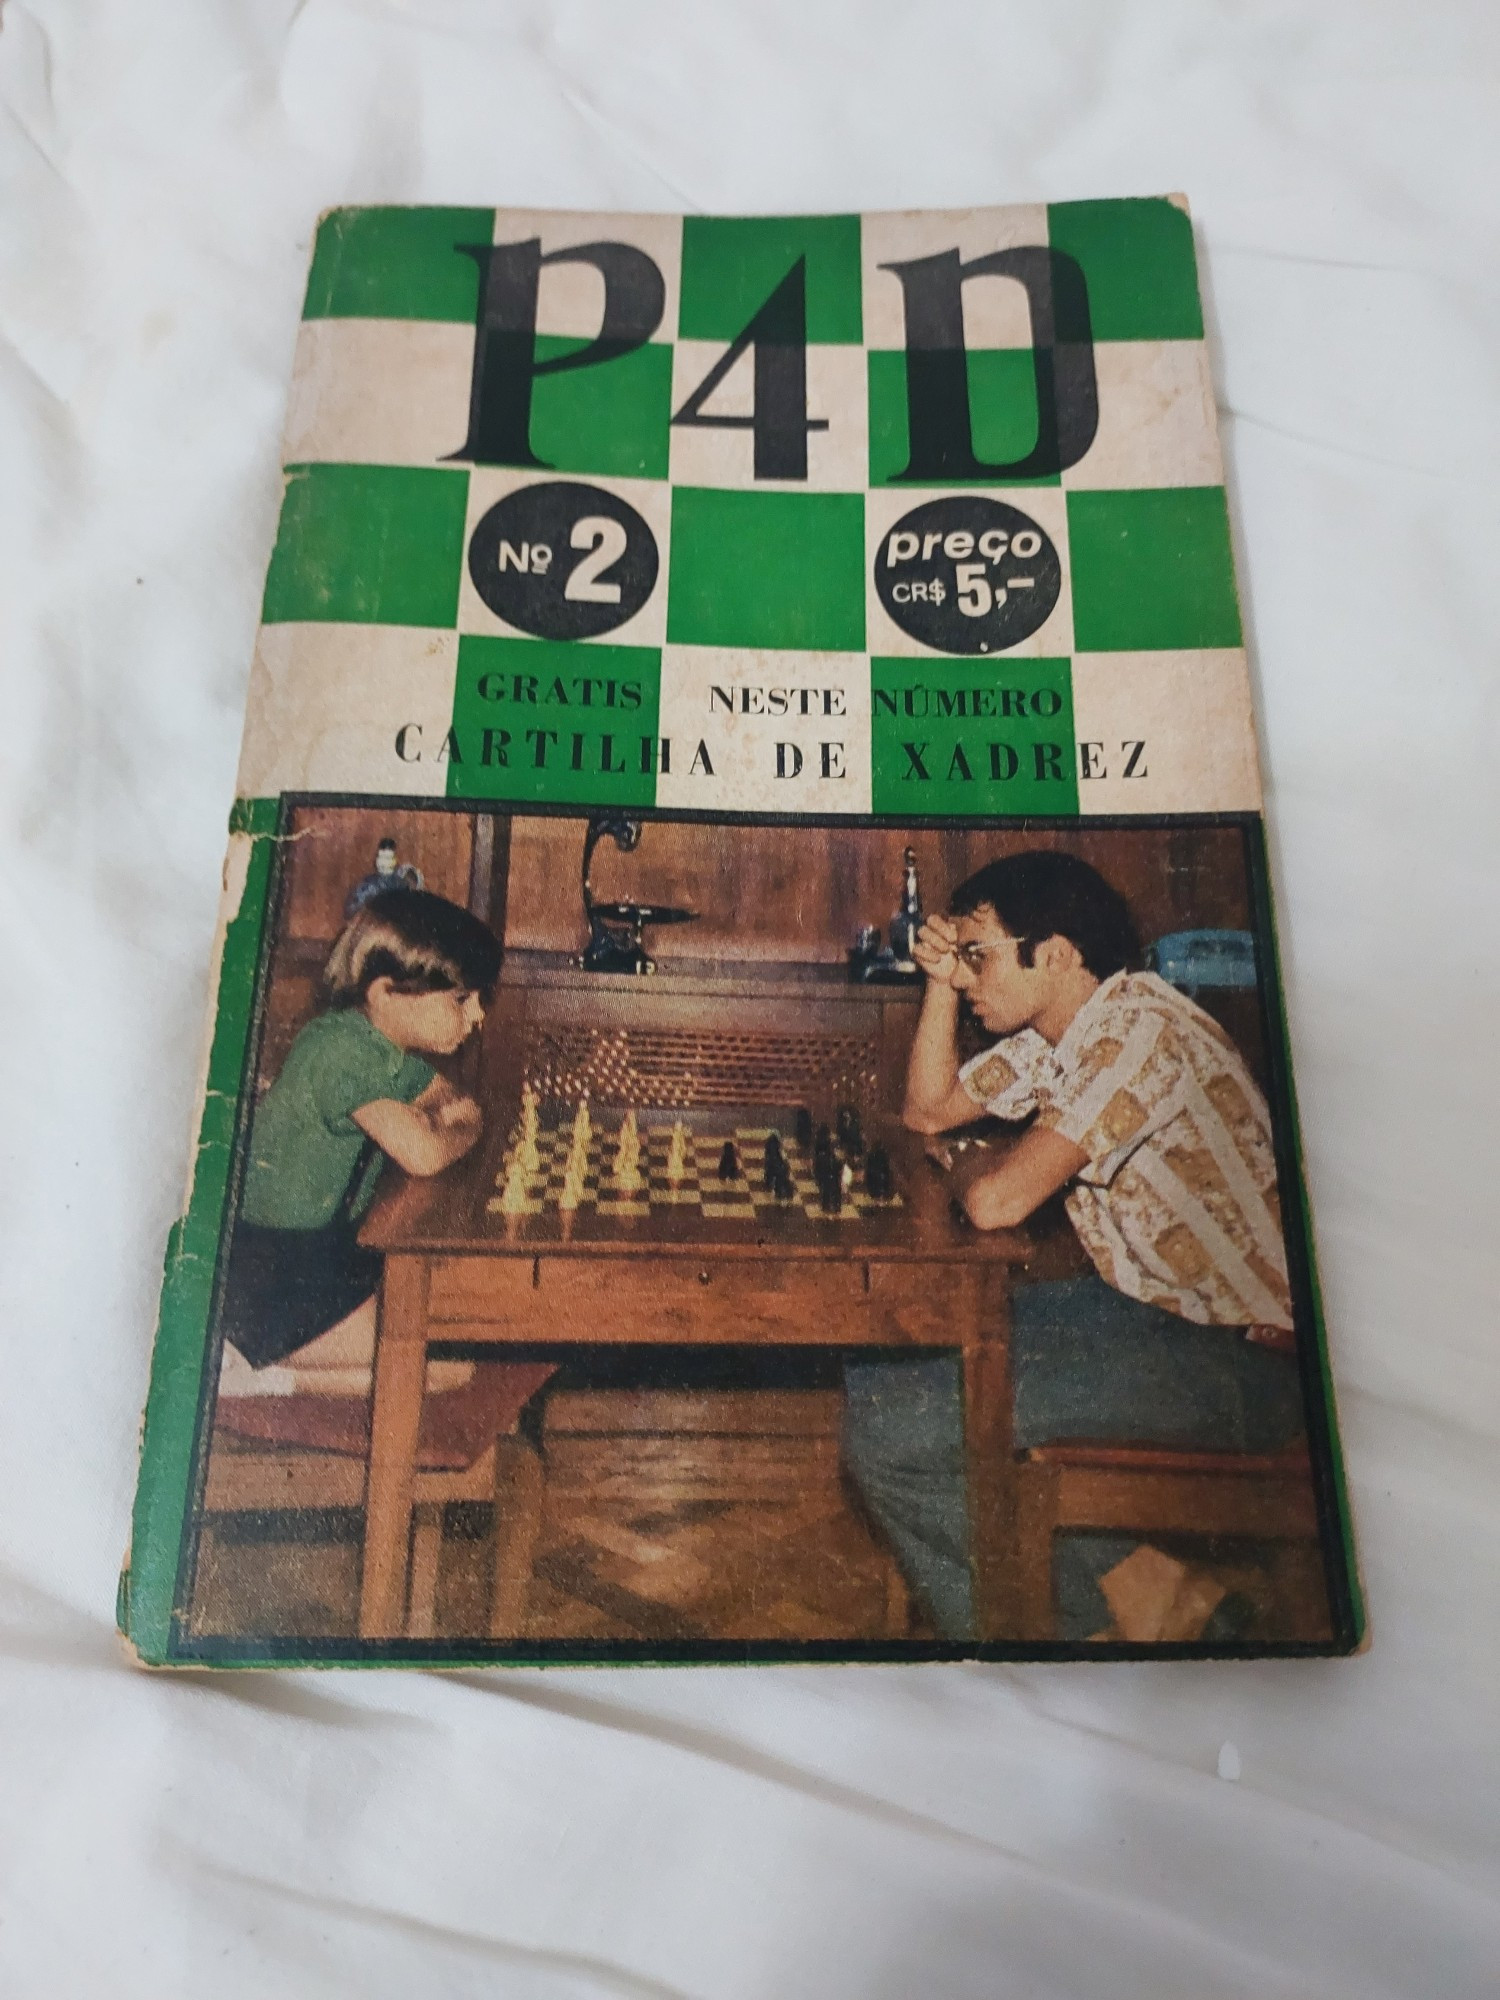 P4D
Nº 2
preço
CR$ 5,-
GRATIS NESTE NÚMERO
CARTILHA DE XADREZ